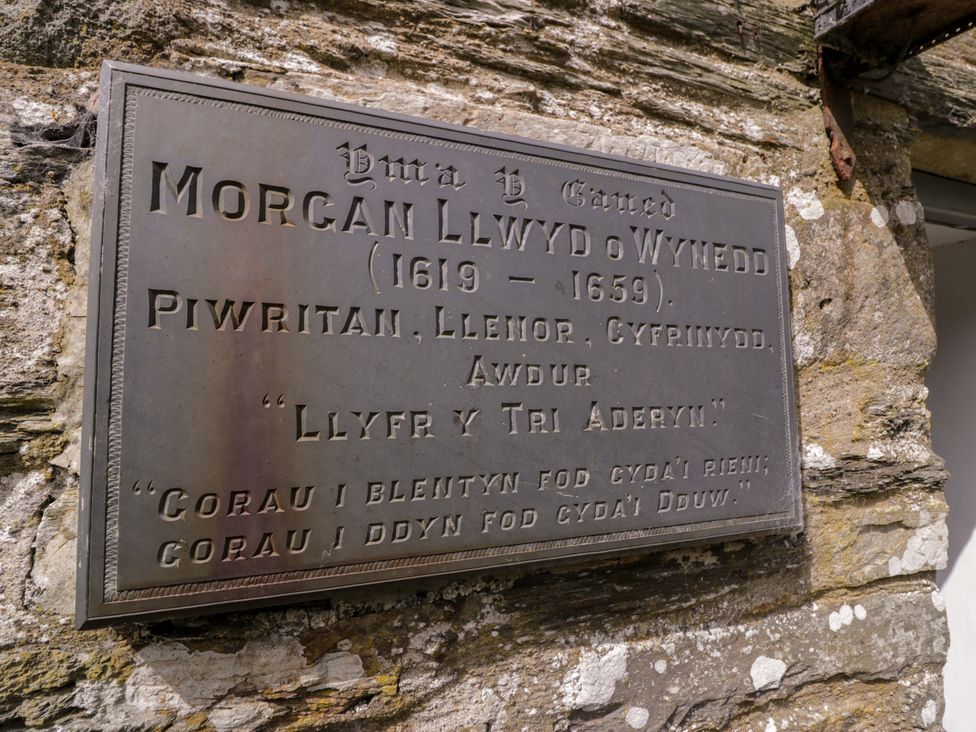 Yma y Ganed
MORGAN LLWYD O WYNEDD
(1619 – 1659).
PIWRITAN, LLENOR, CYFRINYDD,
AWDUR
"LLYFR Y TRI ADERYN."
"GORAU I BLENTYN FOD GYDA'I RIENI;
GORAU I DDYN FOD GYDA'I DDUW."